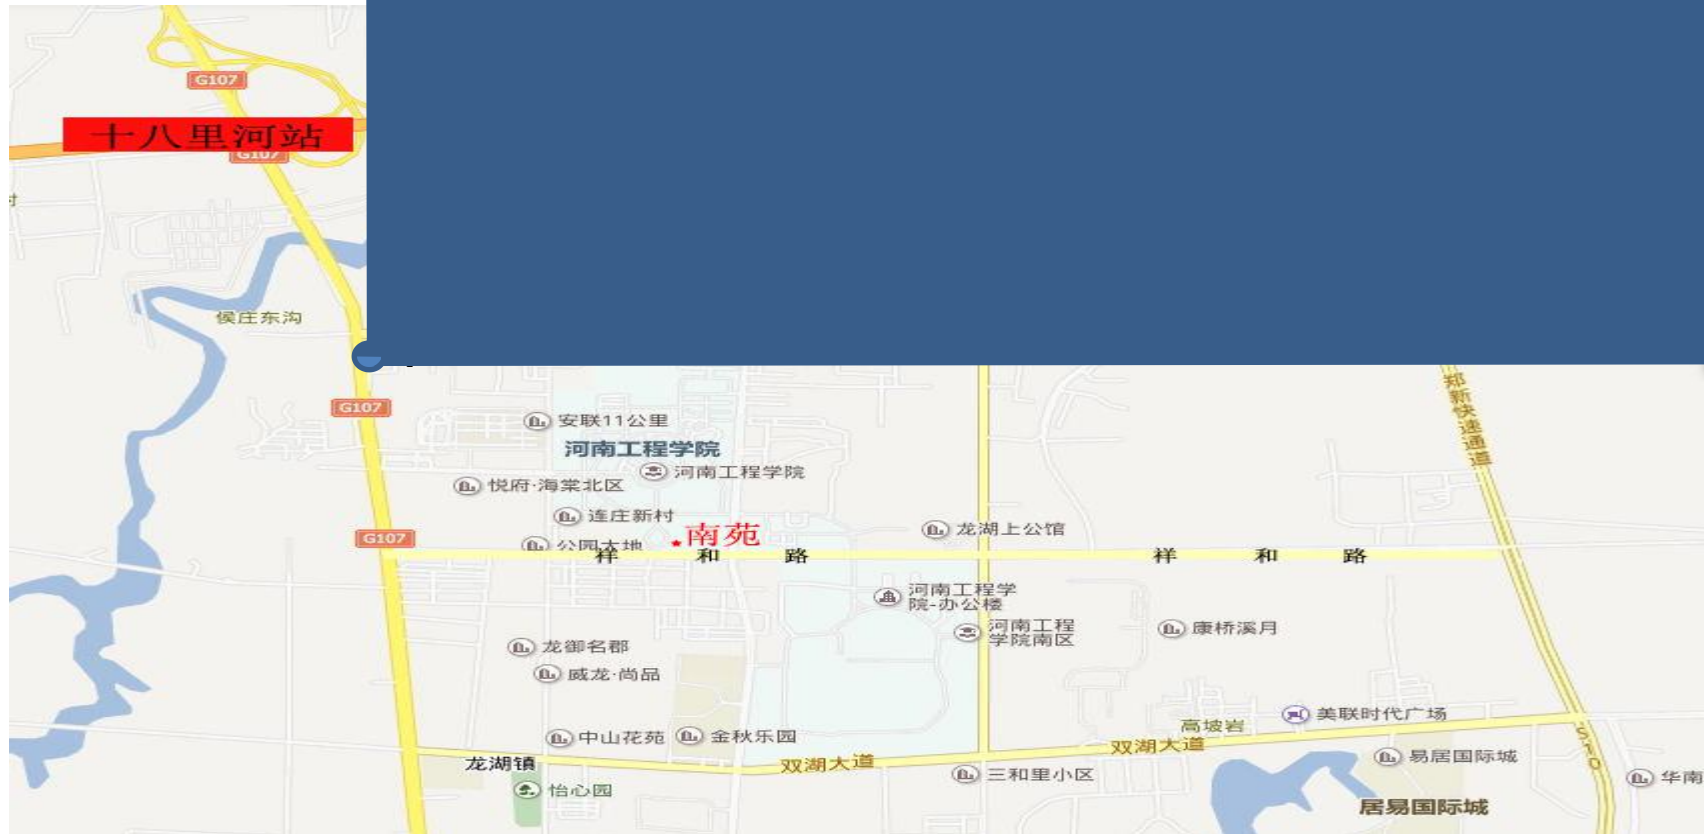 G107
十八里河站
G107
村
侯庄东沟
郑新快速通道
G107
安联11公里
河南工程学院
河南工程学院
悦府·海棠北区
连庄新村
南苑
龙湖上公馆
G107
公园大地
祥和路
祥和路
河南工程学
院-办公楼
河南工程
学院南区
康桥溪月
龙御名郡
威龙·尚品
美联时代广场
高坡岩
中山花苑
金秋乐园
双湖大道
S10
龙湖镇
双湖大道
三和里小区
易居国际城
华南
怡心园
居易国际城